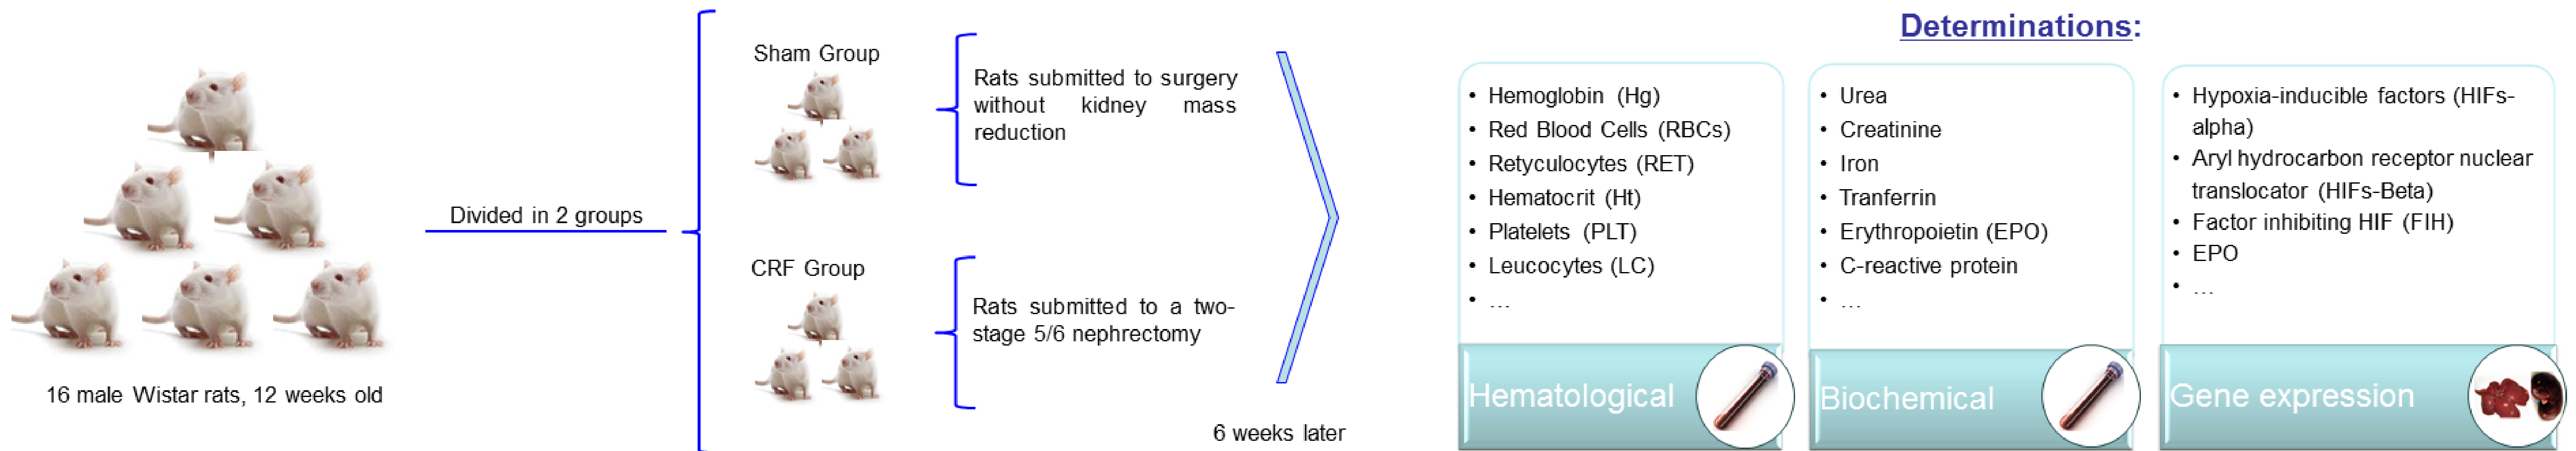 16 male Wistar rats, 12 weeks old
Divided in 2 groups
Sham Group
Rats submitted to surgery
without kidney mass
reduction
CRF Group
Rats submitted to a two-
stage 5/6 nephrectomy
6 weeks later
Determinations:
• Hemoglobin (Hg)
• Red Blood Cells (RBCs)
• Retyculocytes (RET)
• Hematocrit (Ht)
• Platelets (PLT)
• Leucocytes (LC)
• …
Hematological
• Urea
• Creatinine
• Iron
• Tranferrin
• Erythropoietin (EPO)
• C-reactive protein
• …
Biochemical
• Hypoxia-inducible factors (HIFs-
alpha)
• Aryl hydrocarbon receptor nuclear
translocator (HIFs-Beta)
• Factor inhibiting HIF (FIH)
• EPO
• …
Gene expression